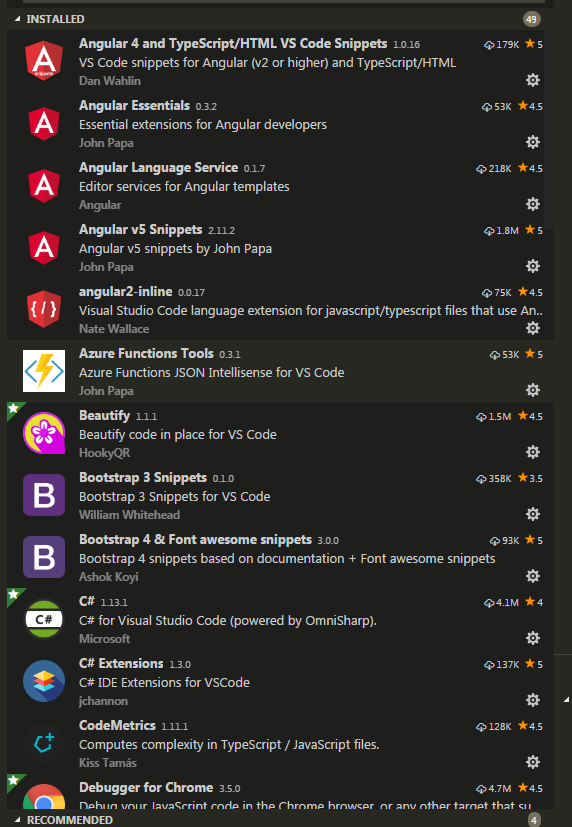 INSTALLED 49
Angular 4 and TypeScript/HTML VS Code Snippets 1.0.16 179K 5
VS Code snippets for Angular (v2 or higher) and TypeScript/HTML
Dan Wahlin
Angular Essentials 0.3.2 53K 4.5
Essential extensions for Angular developers
John Papa
Angular Language Service 0.1.7 218K 4.5
Editor services for Angular templates
Angular
Angular v5 Snippets 2.11.2 1.8M 4.5
Angular v5 snippets by John Papa
John Papa
angular2-inline 0.0.17 75K 4.5
Visual Studio Code language extension for javascript/typescript files that use An..
Nate Wallace
Azure Functions Tools 0.3.1 53K 5
Azure Functions JSON Intellisense for VS Code
John Papa
Beautify 1.1.1 1.5M 4.5
Beautify code in place for VS Code
HookyQR
Bootstrap 3 Snippets 0.1.0 358K 3.5
Bootstrap 3 Snippets for VS Code
William Whitehead
Bootstrap 4 & Font awesome snippets 3.0.0 93K 5
Bootstrap 4 snippets based on documentation + Font awesome snippets
Ashok Koyi
C# 1.13.1 4.1M 4
C# for Visual Studio Code (powered by OmniSharp).
Microsoft
C# Extensions 1.3.0 137K 5
C# IDE Extensions for VSCode
jchannon
CodeMetrics 1.11.1 128K 4.5
Computes complexity in TypeScript / JavaScript files.
Kiss Tamás
Debugger for Chrome 3.5.0 4.7M 4.5
Debug your JavaScript code in the Chrome browser, or any other target that su
RECOMMENDED 4